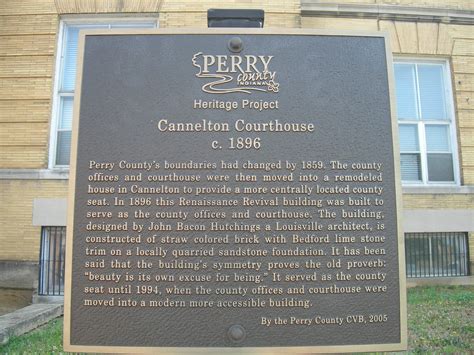 PERRY
county
INDIANA
Heritage Project
Cannelton Courthouse
c. 1896
Perry County's boundaries had changed by 1859. The county
offices and courthouse were then moved into a remodeled
house in Cannelton to provide a more centrally located county
seat. In 1896 this Renaissance Revival building was built to
serve as the county offices and courthouse. The building,
designed by John Bacon Hutchings a Louisville architect, is
constructed of straw colored brick with Bedford lime stone
trim on a locally quarried sandstone foundation. It has been
said that the building's symmetry proves the old proverb:
"beauty is its own excuse for being." It served as the county
seat until 1994, when the county offices and courthouse were
moved into a modern more accessible building.
By the Perry County CVB, 2005